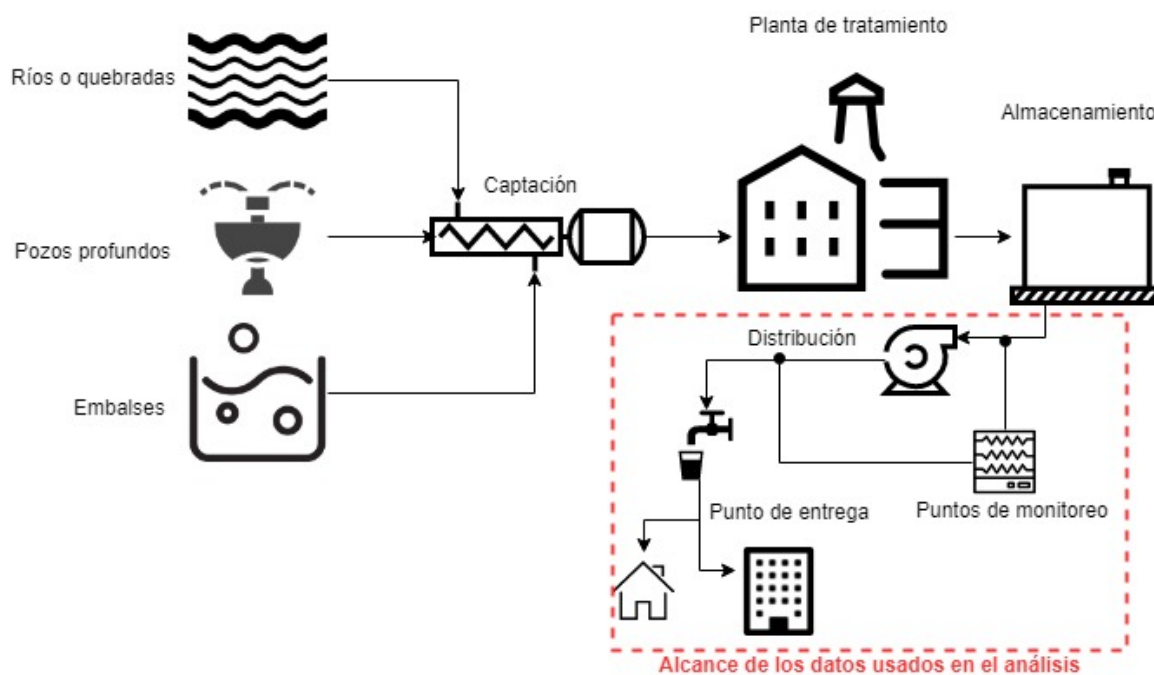 Planta de tratamiento
Ríos o quebradas
Almacenamiento
Captación
Pozos profundos
Distribución
Embalses
Punto de entrega
Puntos de monitoreo
Alcance de los datos usados en el análisis